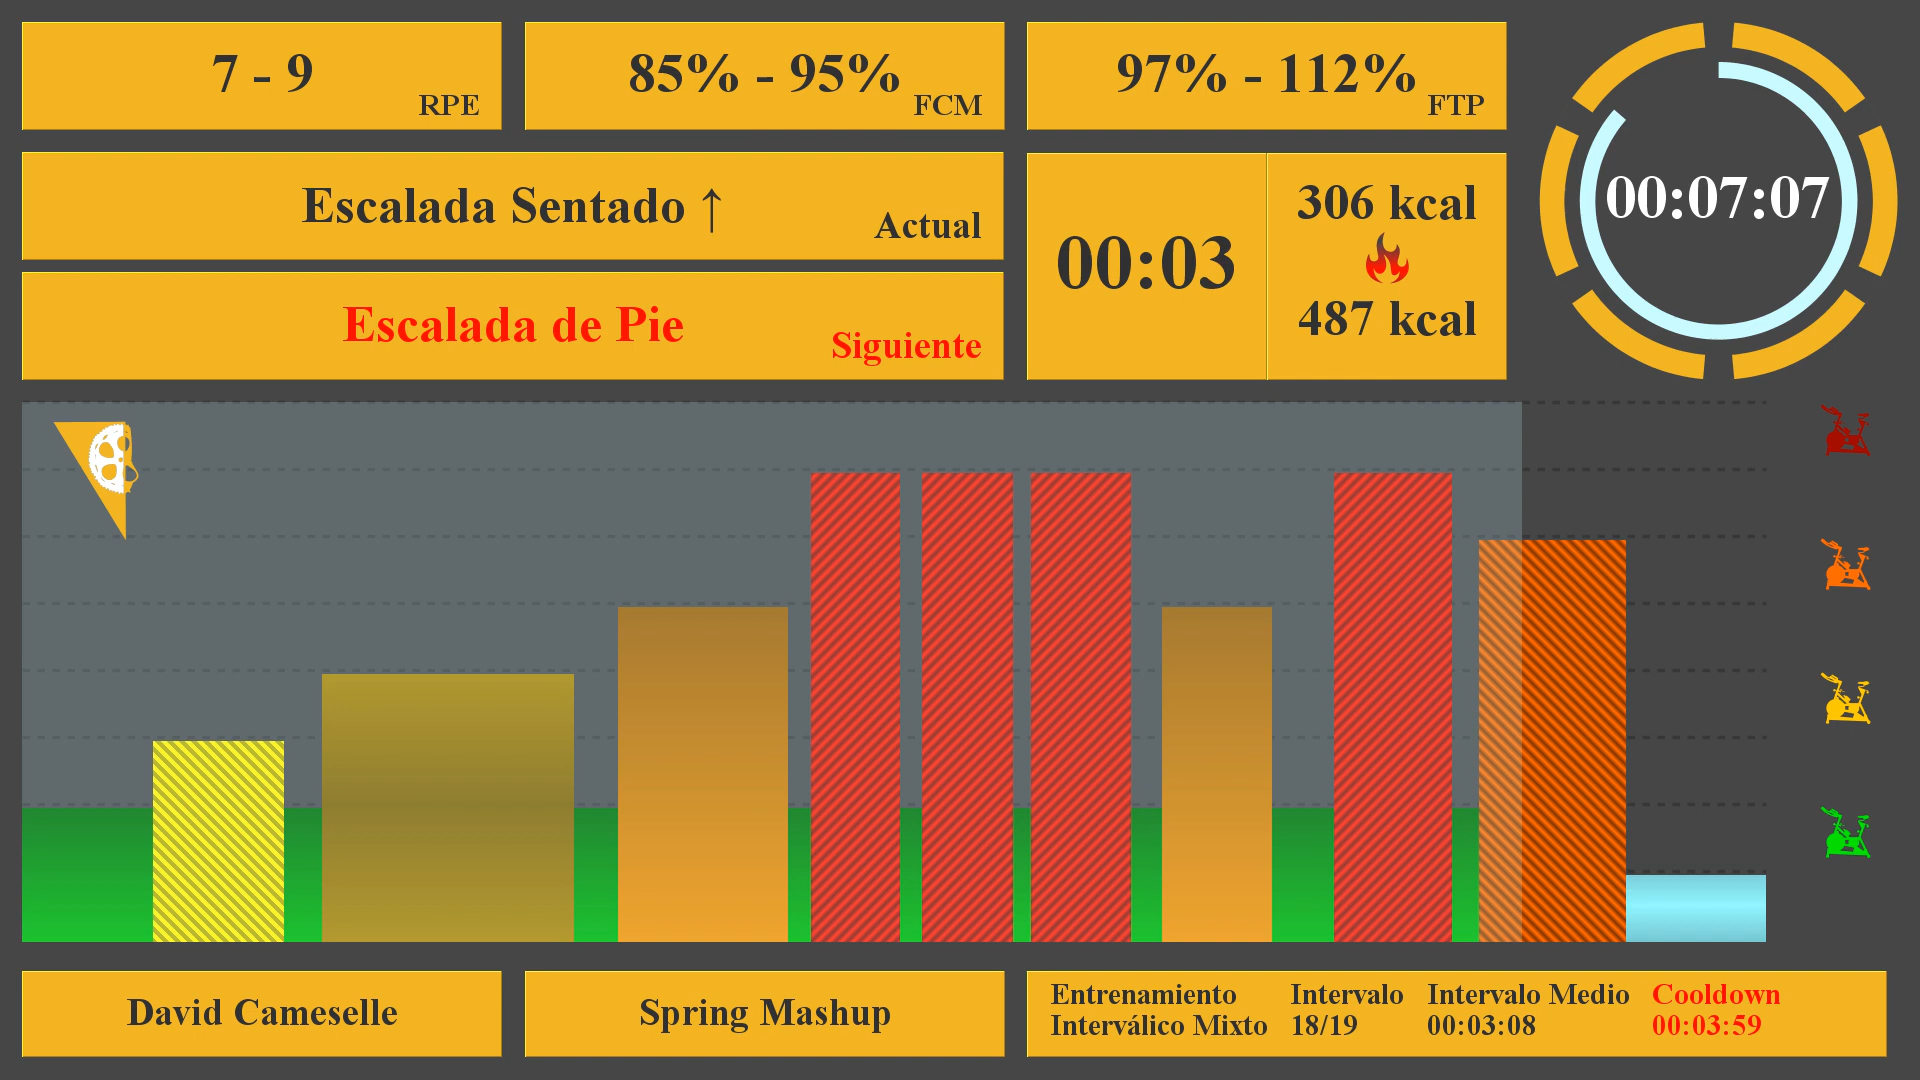 7 - 9
RPE
85% - 95%
FCM
97% - 112%
FTP
00:07:07
Escalada Sentado ↑
Actual
Escalada de Pie
Siguiente
00:03
306 kcal
487 kcal
David Cameselle
Spring Mashup
Entrenamiento
Interválico Mixto
Intervalo
18/19
Intervalo Medio
00:03:08
Cooldown
00:03:59